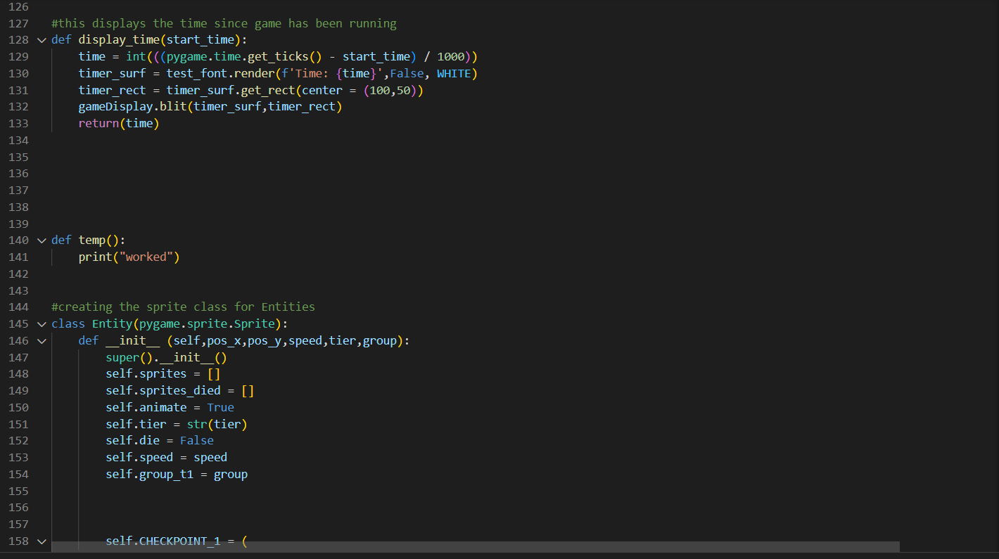 126
127 #this displays the time since game has been running
128 def display_time(start_time):
129     time = int(((pygame.time.get_ticks() - start_time) / 1000))
130     timer_surf = test_font.render(f'Time: {time}',False, WHITE)
131     timer_rect = timer_surf.get_rect(center = (100,50))
132     gameDisplay.blit(timer_surf,timer_rect)
133     return(time)
134
135
136
137
138
139
140 def temp():
141     print("worked")
142
143
144 #creating the sprite class for Entities
145 class Entity(pygame.sprite.Sprite):
146     def __init__ (self,pos_x,pos_y,speed,tier,group):
147         super().__init__()
148         self.sprites = []
149         self.sprites_died = []
150         self.animate = True
151         self.tier = str(tier)
152         self.die = False
153         self.speed = speed
154         self.group_t1 = group
155
156
157
158         self.CHECKPOINT_1 = (